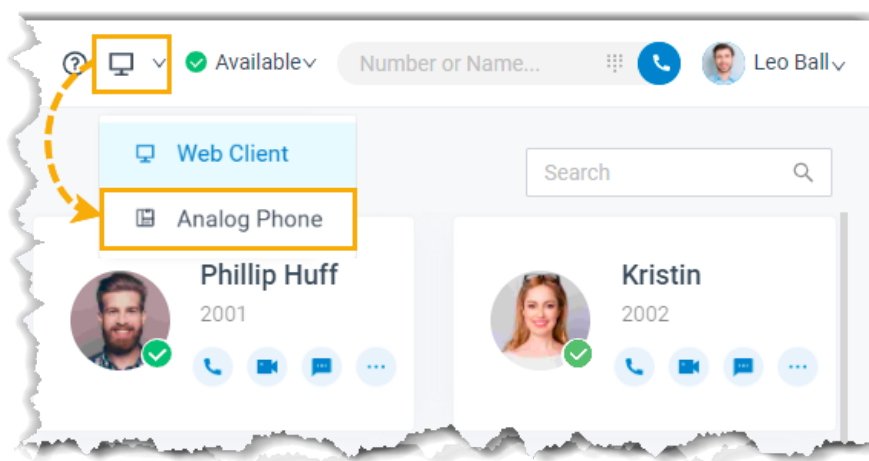 Available
Number or Name...
Leo Ball
Web Client
Search
Analog Phone
Phillip Huff
Kristin
2001
2002